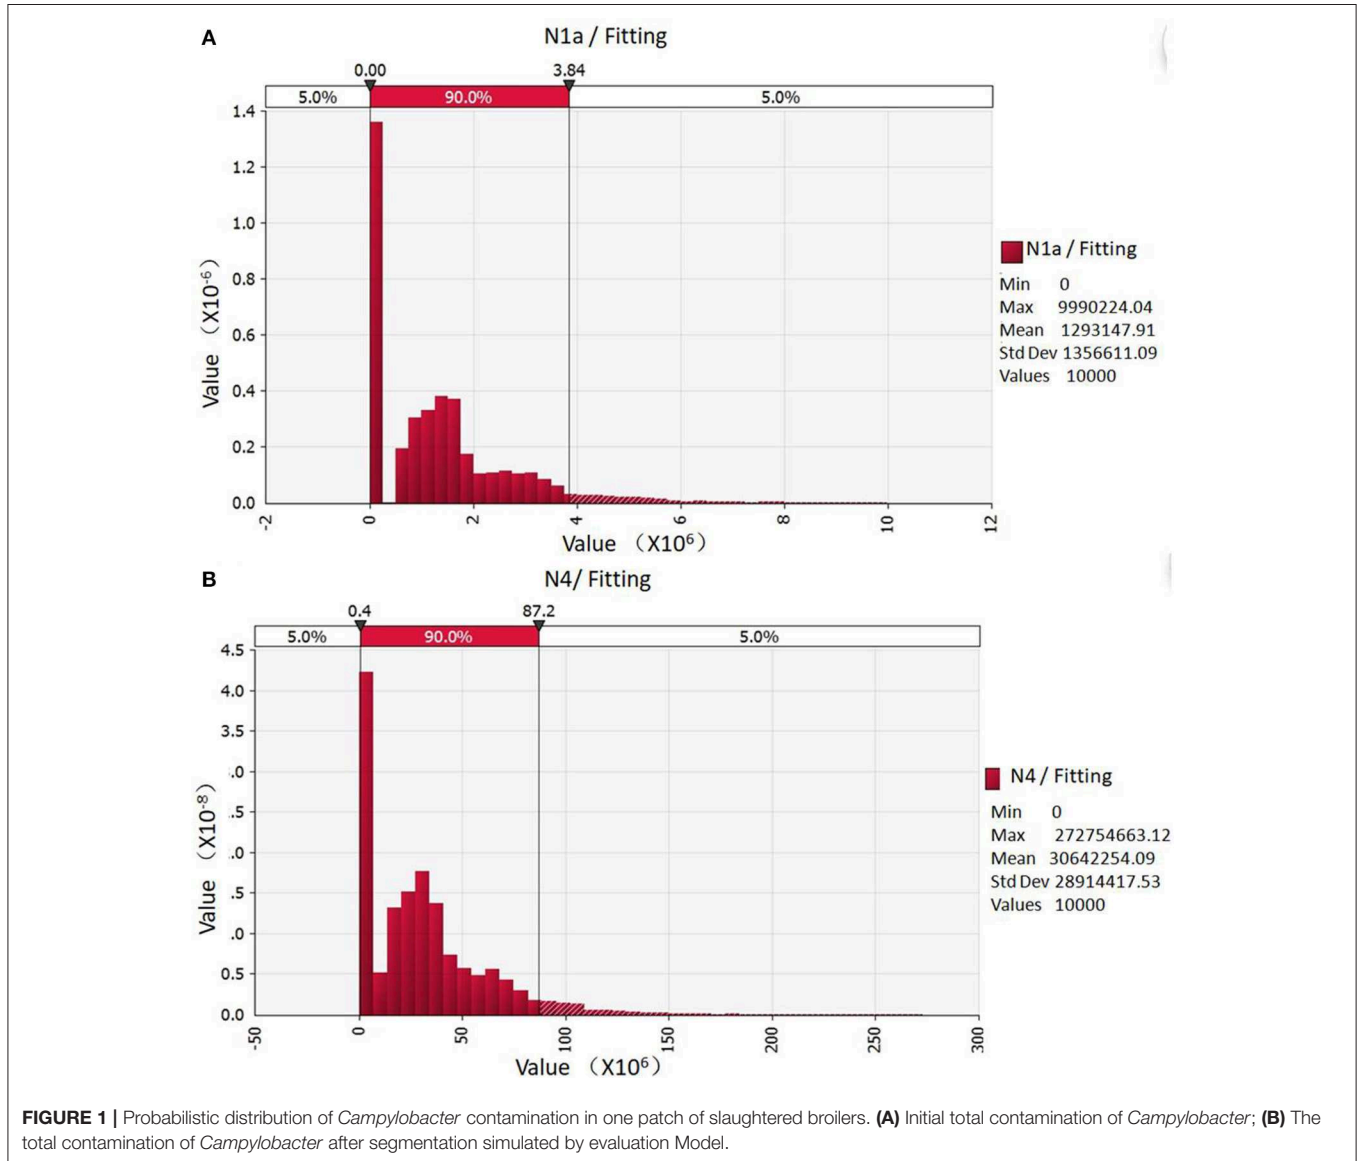 A
N1a / Fitting
0.00 3.84
5.0% 90.0% 5.0%
1.4
1.2
1.0
0.8
0.6
0.4
0.2
0.0
Value （X10⁻⁶）
-2 0 2 4 6 8 10 12
Value （X10⁶）
N1a / Fitting
Min 0
Max 9990224.04
Mean 1293147.91
Std Dev 1356611.09
Values 10000
B
N4/ Fitting
0.4 87.2
5.0% 90.0% 5.0%
4.5
4.0
3.5
.0
.5
.0
.5
.0
0.5
0.0
Value （X10⁻⁸）
-50 0 50 100 150 200 250 300
Value （X10⁶）
N4 / Fitting
Min 0
Max 272754663.12
Mean 30642254.09
Std Dev 28914417.53
Values 10000
FIGURE 1 | Probabilistic distribution of Campylobacter contamination in one patch of slaughtered broilers. (A) Initial total contamination of Campylobacter; (B) The
total contamination of Campylobacter after segmentation simulated by evaluation Model.